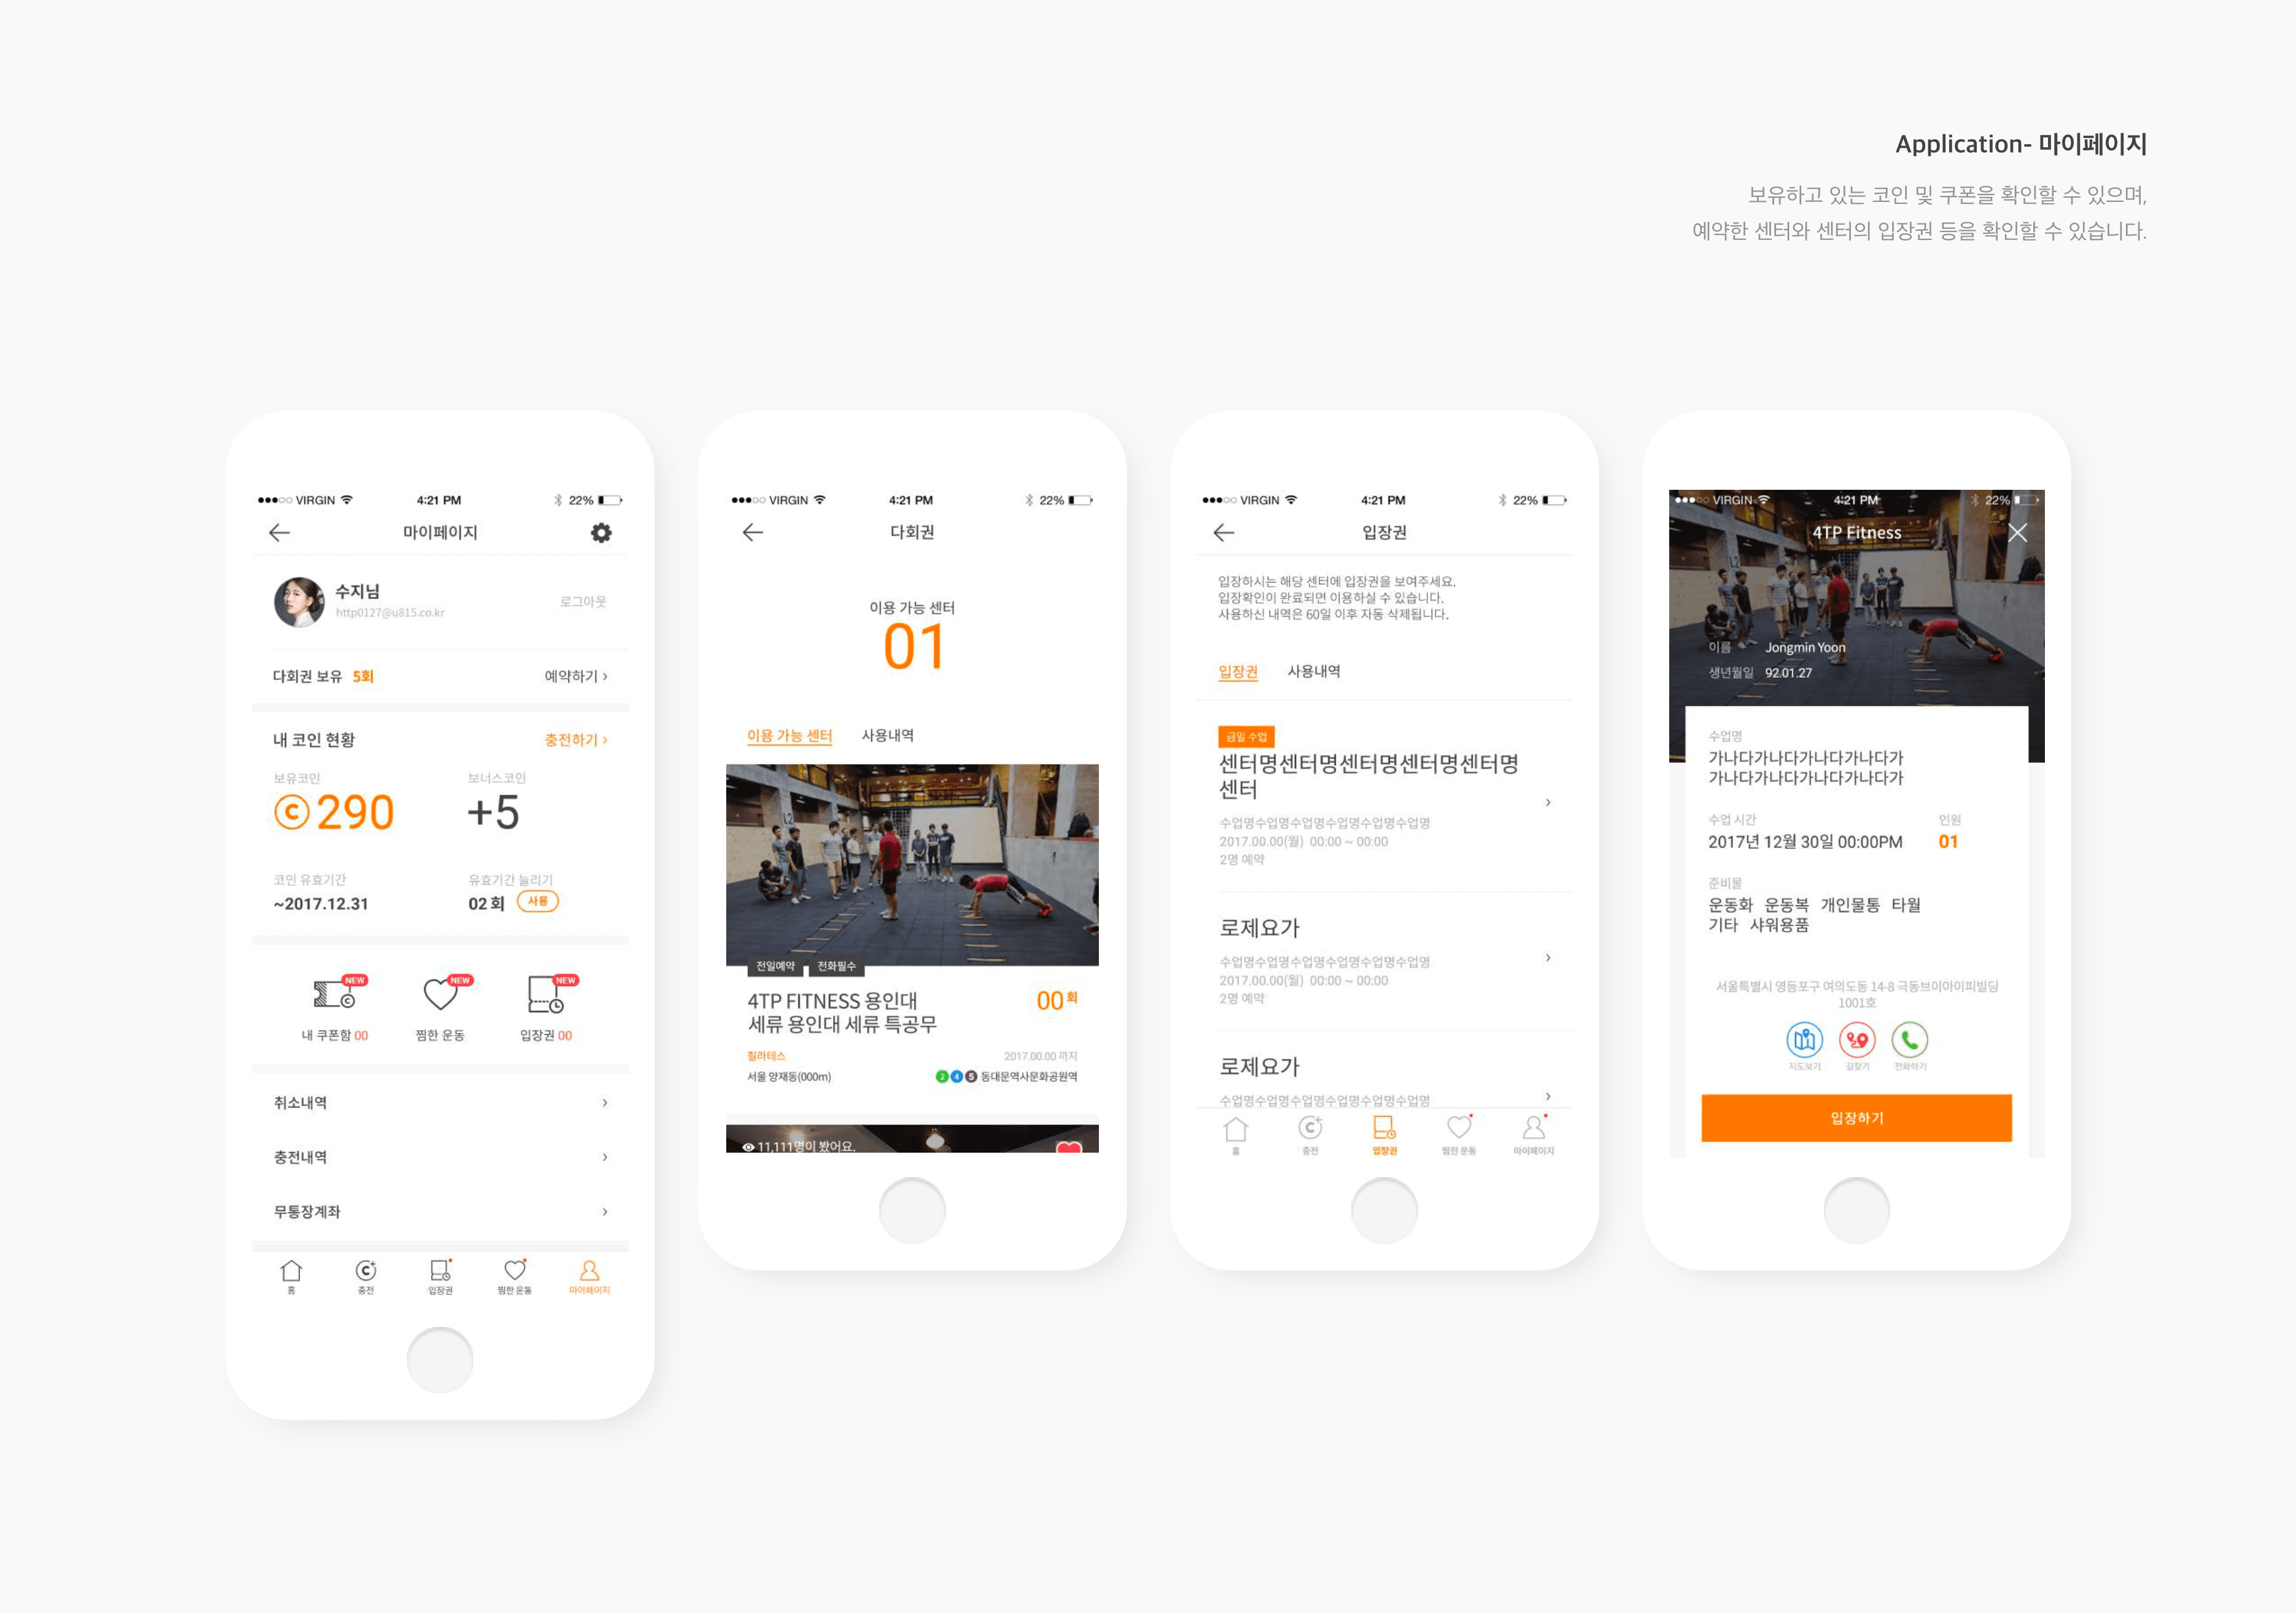 Application- 마이페이지
보유하고 있는 코인 및 쿠폰을 확인할 수 있으며,
예약한 센터와 센터의 입장권 등을 확인할 수 있습니다.
VIRGIN 4:21 PM 22%
마이페이지
수지님
http0127@u815.co.kr
로그아웃
다회권 보유 5회 예약하기 >
내 코인 현황 충전하기 >
보유코인 보너스코인
C 290 +5
코인 유효기간 유효기간 늘리기
~2017.12.31 02 회 사용
NEW NEW NEW
내 쿠폰함 00 찜한 운동 입장권 00
취소내역 >
충전내역 >
무통장계좌 >
홈 충전 입장권 찜한 운동 마이페이지
VIRGIN 4:21 PM 22%
다회권
이용 가능 센터
01
이용 가능 센터 사용내역
L2
전일예약 전화필수
4TP FITNESS 용인대 00 회
세류 용인대 세류 특공무
필라테스 2017.00.00 까지
서울 양재동(000m) 2 4 5 동대문역사문화공원역
11,111명이 봤어요.
VIRGIN 4:21 PM 22%
입장권
입장하시는 해당 센터에 입장권을 보여주세요.
입장확인이 완료되면 이용하실 수 있습니다.
사용하신 내역은 60일 이후 자동 삭제됩니다.
입장권 사용내역
금일 수업
센터명센터명센터명센터명센터명
센터
수업명수업명수업명수업명수업명수업명
2017.00.00(월) 00:00 ~ 00:00
2명 예약
로제요가
수업명수업명수업명수업명수업명수업명
2017.00.00(월) 00:00 ~ 00:00
2명 예약
로제요가
수업명수업명수업명수업명수업명수업명
홈 충전 입장권 찜한 운동 마이페이지
VIRGIN 4:21 PM 22%
4TP Fitness
이름 Jongmin Yoon
생년월일 92.01.27
수업명
가나다가나다가나다가나다가
가나다가나다가나다가나다가
수업 시간 인원
2017년 12월 30일 00:00PM 01
준비물
운동화 운동복 개인물통 타월
기타 샤워용품
서울특별시 영등포구 여의도동 14-8 극동브이아이피빌딩
1001호
지도보기 길찾기 전화하기
입장하기